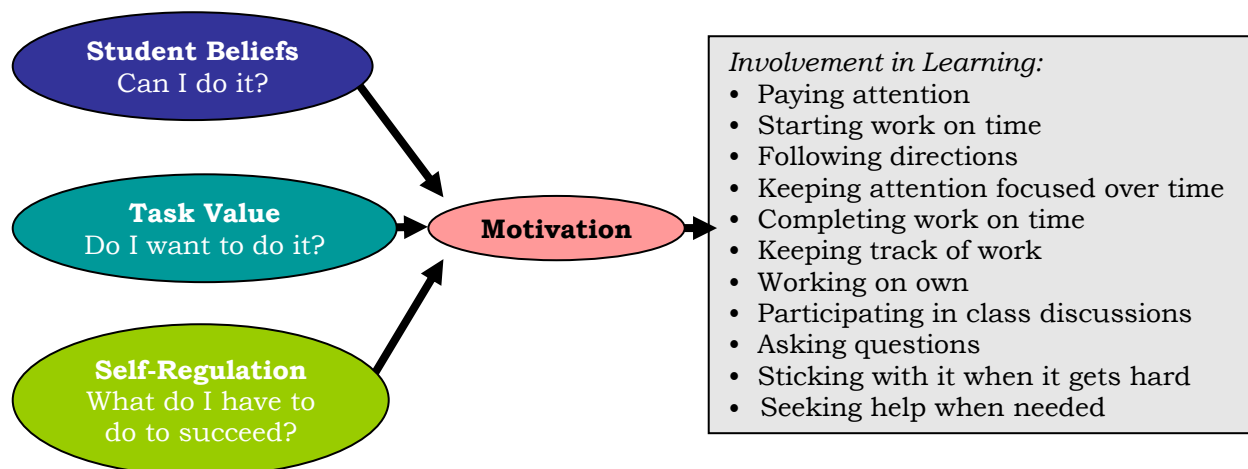 Student Beliefs
Can I do it?
Task Value
Do I want to do it?
Self-Regulation
What do I have to
do to succeed?
Motivation
Involvement in Learning:
• Paying attention
• Starting work on time
• Following directions
• Keeping attention focused over time
• Completing work on time
• Keeping track of work
• Working on own
• Participating in class discussions
• Asking questions
• Sticking with it when it gets hard
• Seeking help when needed